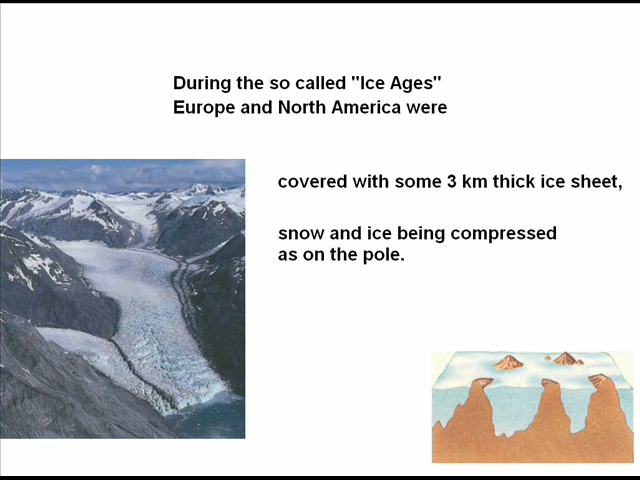 During the so called "Ice Ages"
Europe and North America were
covered with some 3 km thick ice sheet,
snow and ice being compressed
as on the pole.